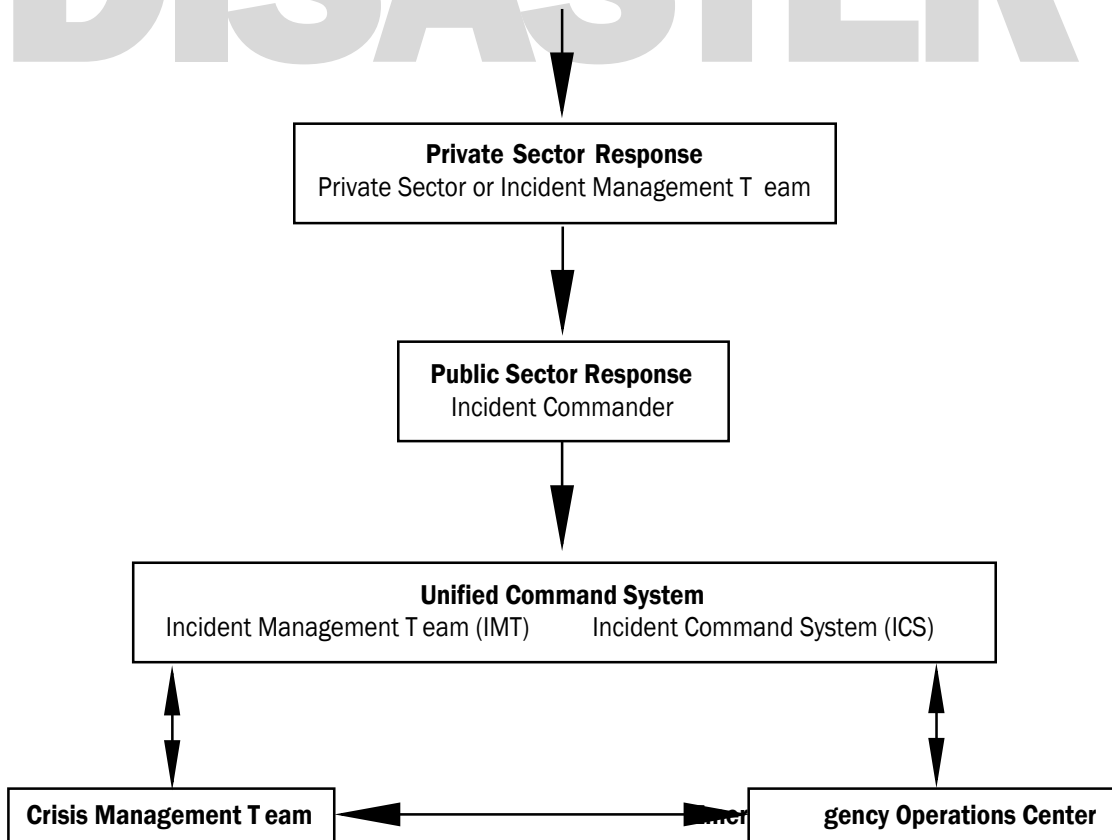 DISASTER
Private Sector Response
Private Sector or Incident Management T eam
Public Sector Response
Incident Commander
Unified Command System
Incident Management T eam (IMT) Incident Command System (ICS)
Crisis Management T eam
Emer gency Operations Center